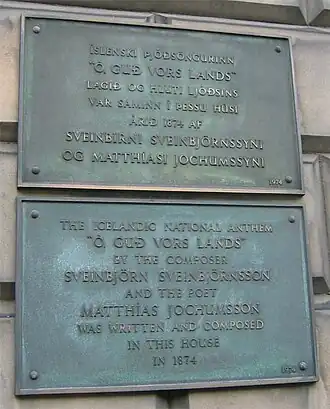 ÍSLENSKI ÞJÓÐSÖNGURINN
"Ó, GUÐ VORS LANDS"
LAGIÐ OG HLUTI LJÓÐSINS
VAR SAMINN Í ÞESSU HÚSI
ÁRIÐ 1874 AF
SVEINBIRNI SVEINBJÖRNSSYNI
OG MATTHÍASI JOCHUMSSYNI
1974
THE ICELANDIC NATIONAL ANTHEM
"Ó, GUÐ VORS LANDS"
BY THE COMPOSER
SVEINBJÖRN SVEINBJÖRNSSON
AND THE POET
MATTHÍAS JOCHUMSSON
WAS WRITTEN AND COMPOSED
IN THIS HOUSE
IN 1874
1974